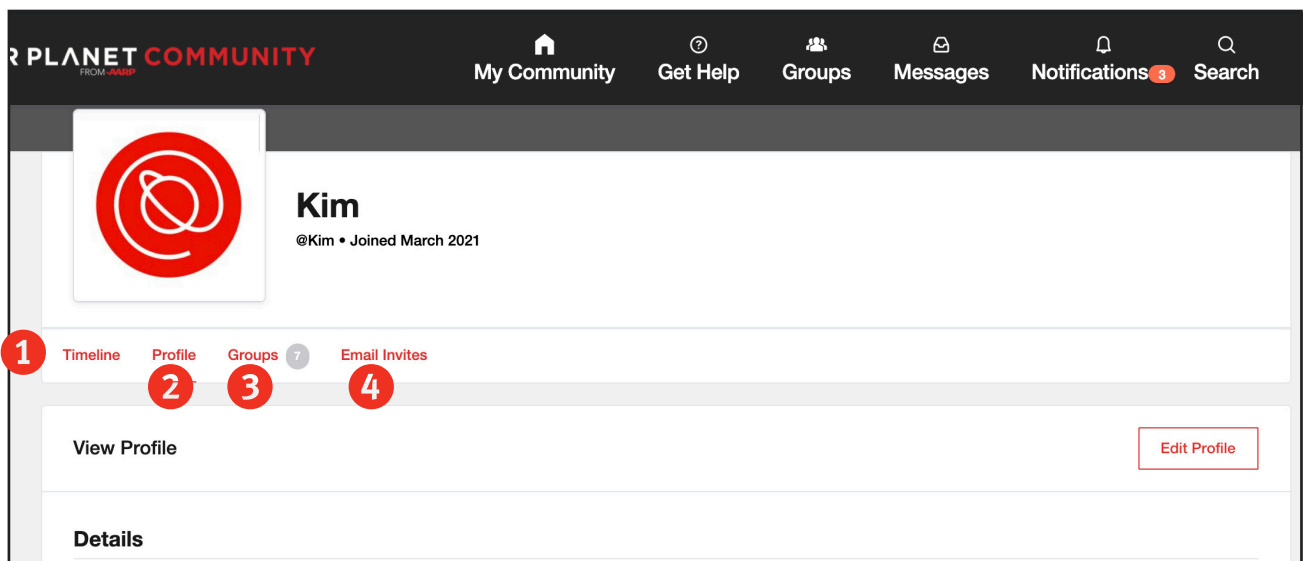 R PLANET COMMUNITY
FROM AARP
My Community Get Help Groups Messages Notifications 3 Search
Kim
@Kim • Joined March 2021
1 Timeline Profile Groups 7 Email Invites
2 3 4
View Profile Edit Profile
Details